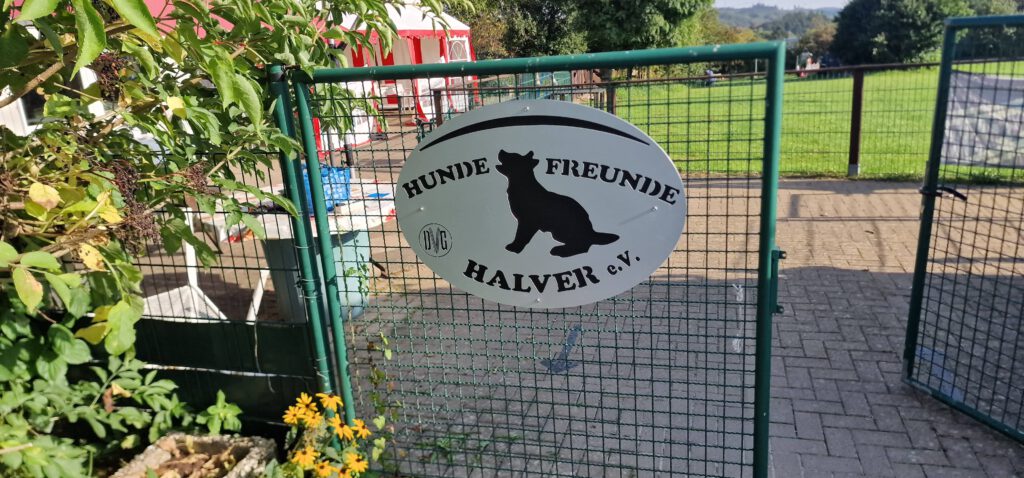 HUNDE FREUNDE
DVG
HALVER e.V.